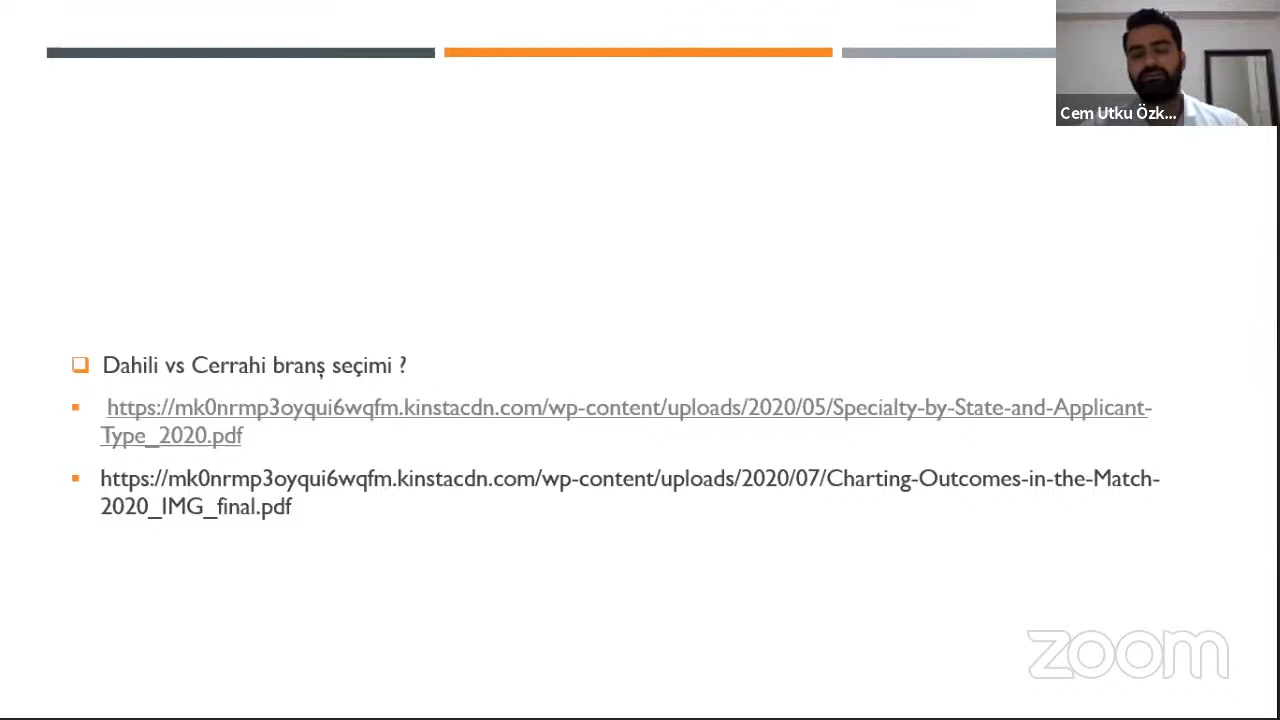 Cem Utku Özk...
Dahili vs Cerrahi branş seçimi ?
https://mk0nrmp3oyqui6wqfm.kinstacdn.com/wp-content/uploads/2020/05/Specialty-by-State-and-Applicant-
Type_2020.pdf
https://mk0nrmp3oyqui6wqfm.kinstacdn.com/wp-content/uploads/2020/07/Charting-Outcomes-in-the-Match-
2020_IMG_final.pdf
zoom